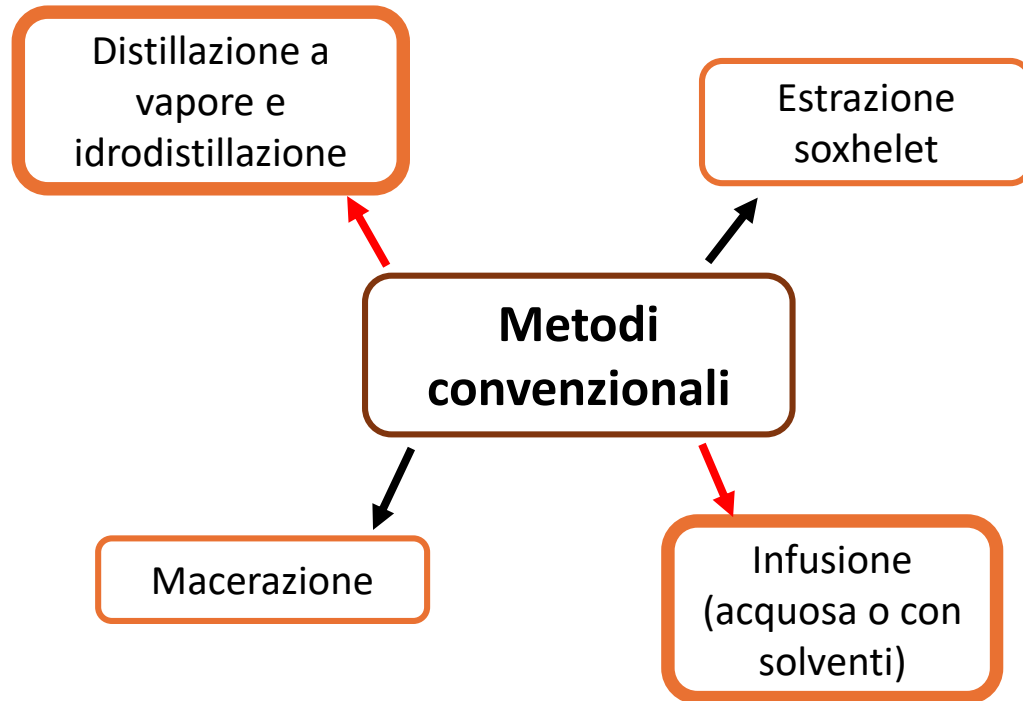 Distillazione a
vapore e
idrodistillazione
Estrazione
soxhelet
Metodi
convenzionali
Macerazione
Infusione
(acquosa o con
solventi)